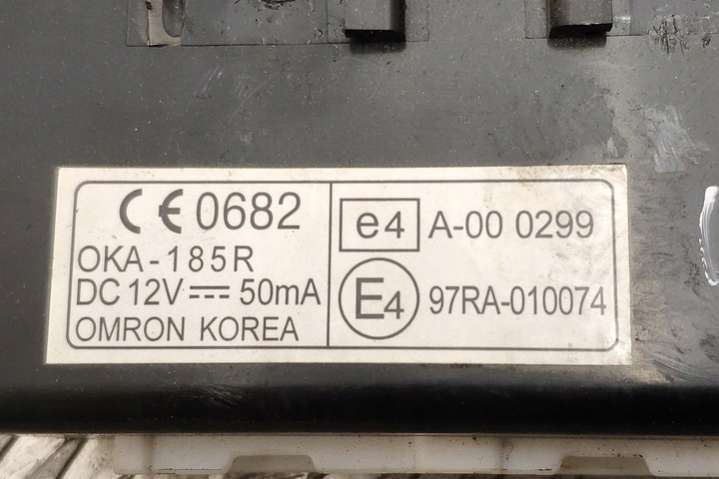 CE 0682
OKA-185R
DC 12V ⎓ 50mA
OMRON KOREA
e4 A-00 0299
E4 97RA-010074